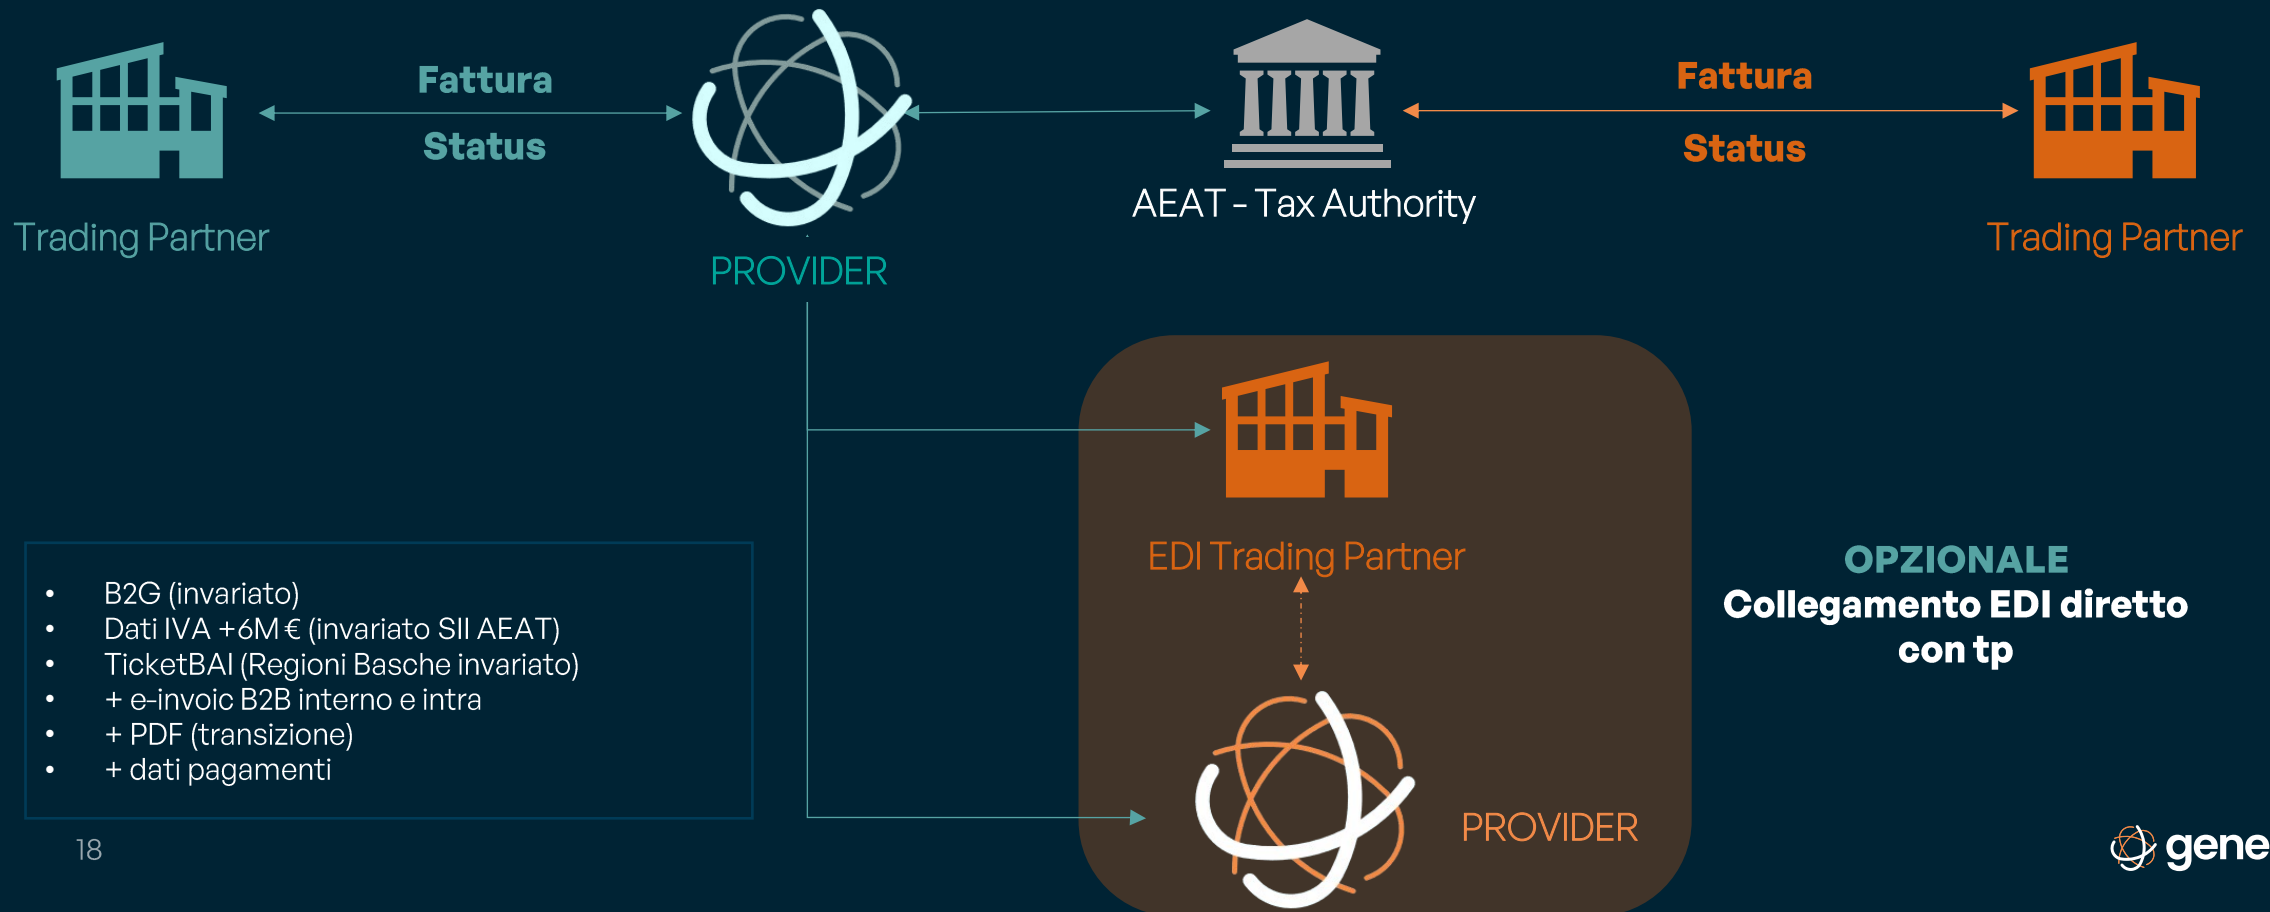 Fattura
Status
Trading Partner
PROVIDER
AEAT - Tax Authority
Fattura
Status
Trading Partner
EDI Trading Partner
PROVIDER
OPZIONALE
Collegamento EDI diretto
con tp
• B2G (invariato)
• Dati IVA +6M € (invariato SII AEAT)
• TicketBAI (Regioni Basche invariato)
• + e-invoic B2B interno e intra
• + PDF (transizione)
• + dati pagamenti
18
gene